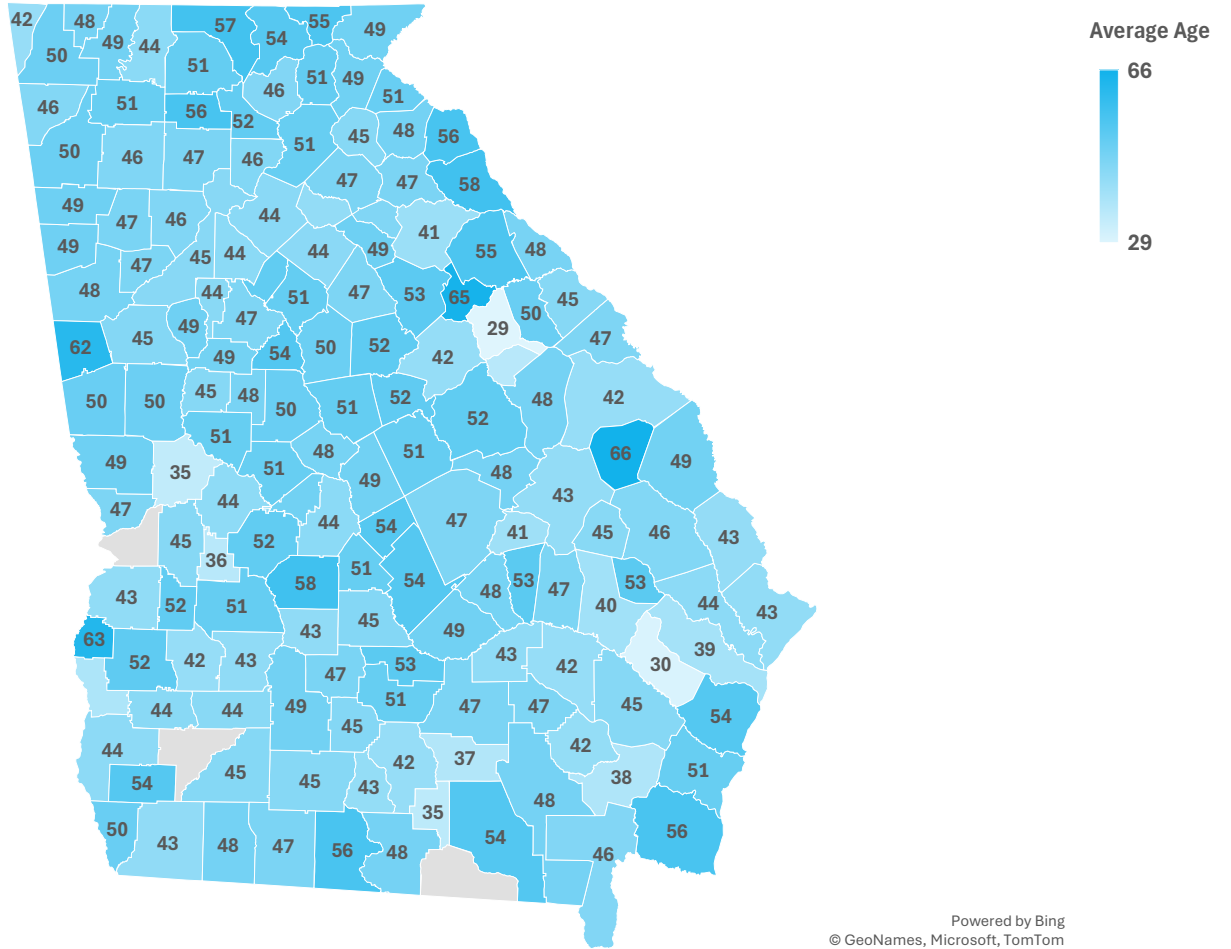 Average Age
66
29
42 48 57 55 49
50 49 44 54
51 51 49
46 51 56 46 51
52
50 46 47 46 51 45 48 56
47 47 58
49 47 46 44 41
49 47 45 44 44 49 55 48
48 44 51 47 53 65 50 45
62 45 49 47 29 47
49 54 50 52 42
50 50 45 48 50 51 52 52 48 42
51
49 35 51 48 49 51 48 66 49
47 44 44 54 47 43
45 52 41 45 46 43
36 58 51 54
43 52 51 48 53 47 53 40 44 43
63 43 45 49 39
52 42 43 47 53 43 42 30
44 44 49 51 47 47 45 54
45
44 42 37 42
54 45 45 43 38 51
50 43 48 47 56 48 35 54 48 56
46
Powered by Bing
© GeoNames, Microsoft, TomTom